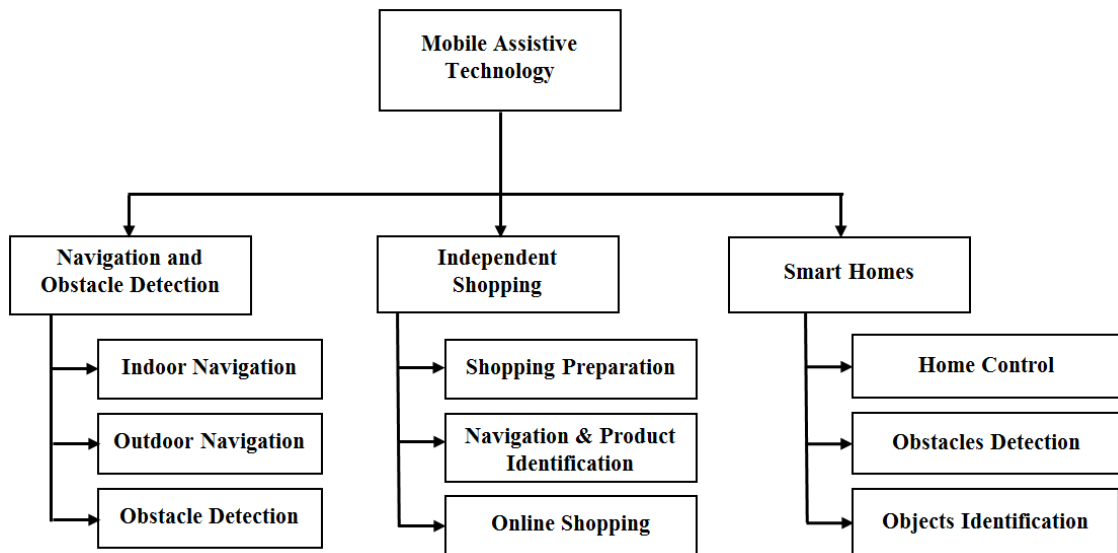 Mobile Assistive
Technology
Navigation and
Obstacle Detection
Indoor Navigation
Outdoor Navigation
Obstacle Detection
Independent
Shopping
Shopping Preparation
Navigation & Product
Identification
Online Shopping
Smart Homes
Home Control
Obstacles Detection
Objects Identification